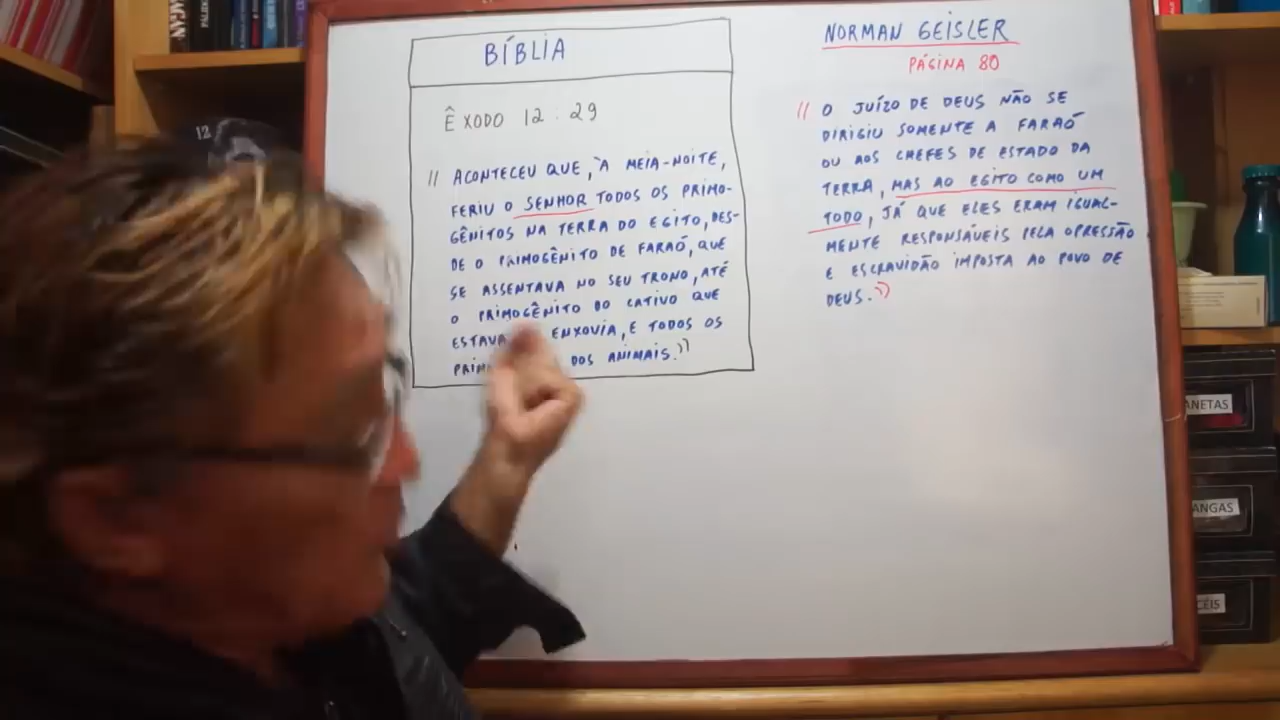 BÍBLIA
ÊXODO 12 : 29
" ACONTECEU QUE, À MEIA-NOITE,
FERIU O SENHOR TODOS OS PRIMO-
GÊNITOS NA TERRA DO EGITO, DES-
DE O PRIMOGÊNITO DE FARAÓ, QUE
SE ASSENTAVA NO SEU TRONO, ATÉ
O PRIMOGÊNITO DO CATIVO QUE
ESTAVA ENXOVIA, E TODOS OS
DOS ANIMAIS."
NORMAN GEISLER
PÁGINA 80
" O JUÍZO DE DEUS NÃO SE
DIRIGIU SOMENTE A FARAÓ
OU AOS CHEFES DE ESTADO DA
TERRA, MAS AO EGITO COMO UM
TODO, JÁ QUE ELES ERAM IGUAL-
MENTE RESPONSÁVEIS PELA OPRESSÃO
E ESCRAVIDÃO IMPOSTA AO POVO DE
DEUS."
12
ANETAS
ANGAS
CÉIS